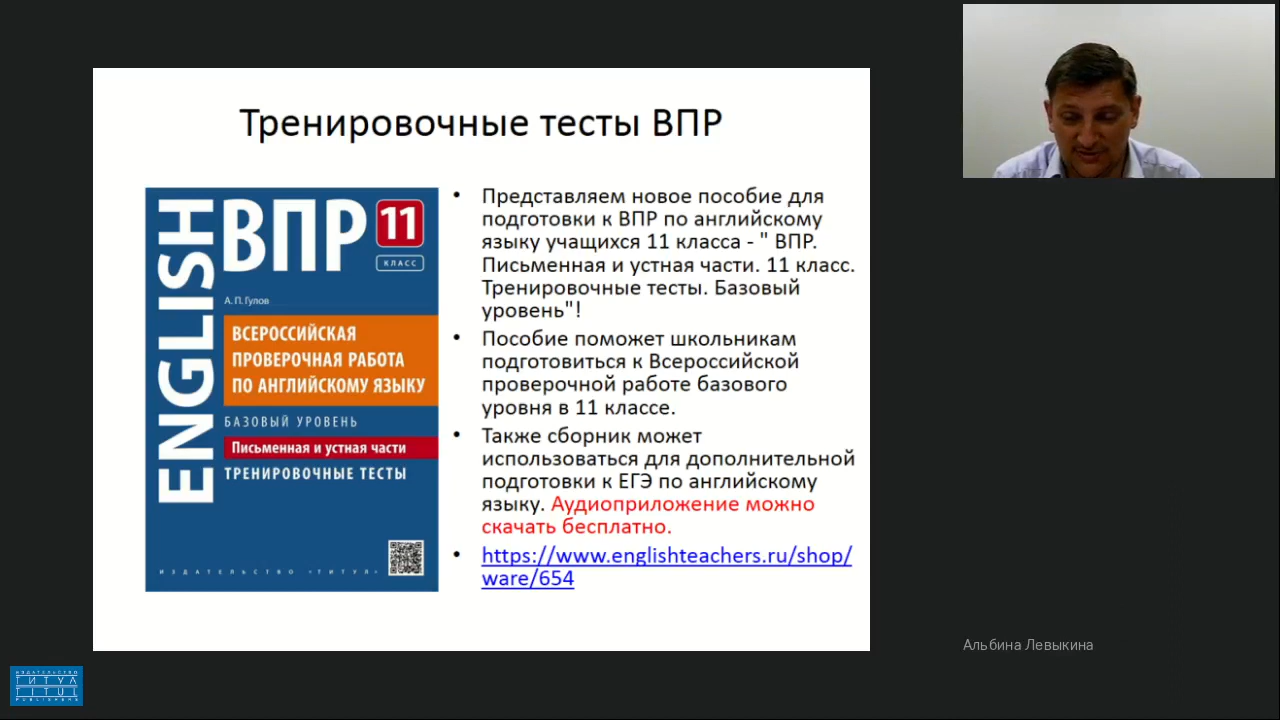 Тренировочные тесты ВПР
ENGLISH
ВПР
11
КЛАСС
А. П. Гулов
ВСЕРОССИЙСКАЯ
ПРОВЕРОЧНАЯ РАБОТА
ПО АНГЛИЙСКОМУ ЯЗЫКУ
БАЗОВЫЙ УРОВЕНЬ
Письменная и устная части
ТРЕНИРОВОЧНЫЕ ТЕСТЫ
ИЗДАТЕЛЬСТВО «ТИТУЛ»
• Представляем новое пособие для
подготовки к ВПР по английскому
языку учащихся 11 класса - " ВПР.
Письменная и устная части. 11 класс.
Тренировочные тесты. Базовый
уровень"!
• Пособие поможет школьникам
подготовиться к Всероссийской
проверочной работе базового
уровня в 11 классе.
• Также сборник может
использоваться для дополнительной
подготовки к ЕГЭ по английскому
языку. Аудиоприложение можно
скачать бесплатно.
• https://www.englishteachers.ru/shop/
ware/654
Альбина Левыкина
ИЗДАТЕЛЬСТВО
ТИТУЛ
TITUL
PUBLISHERS